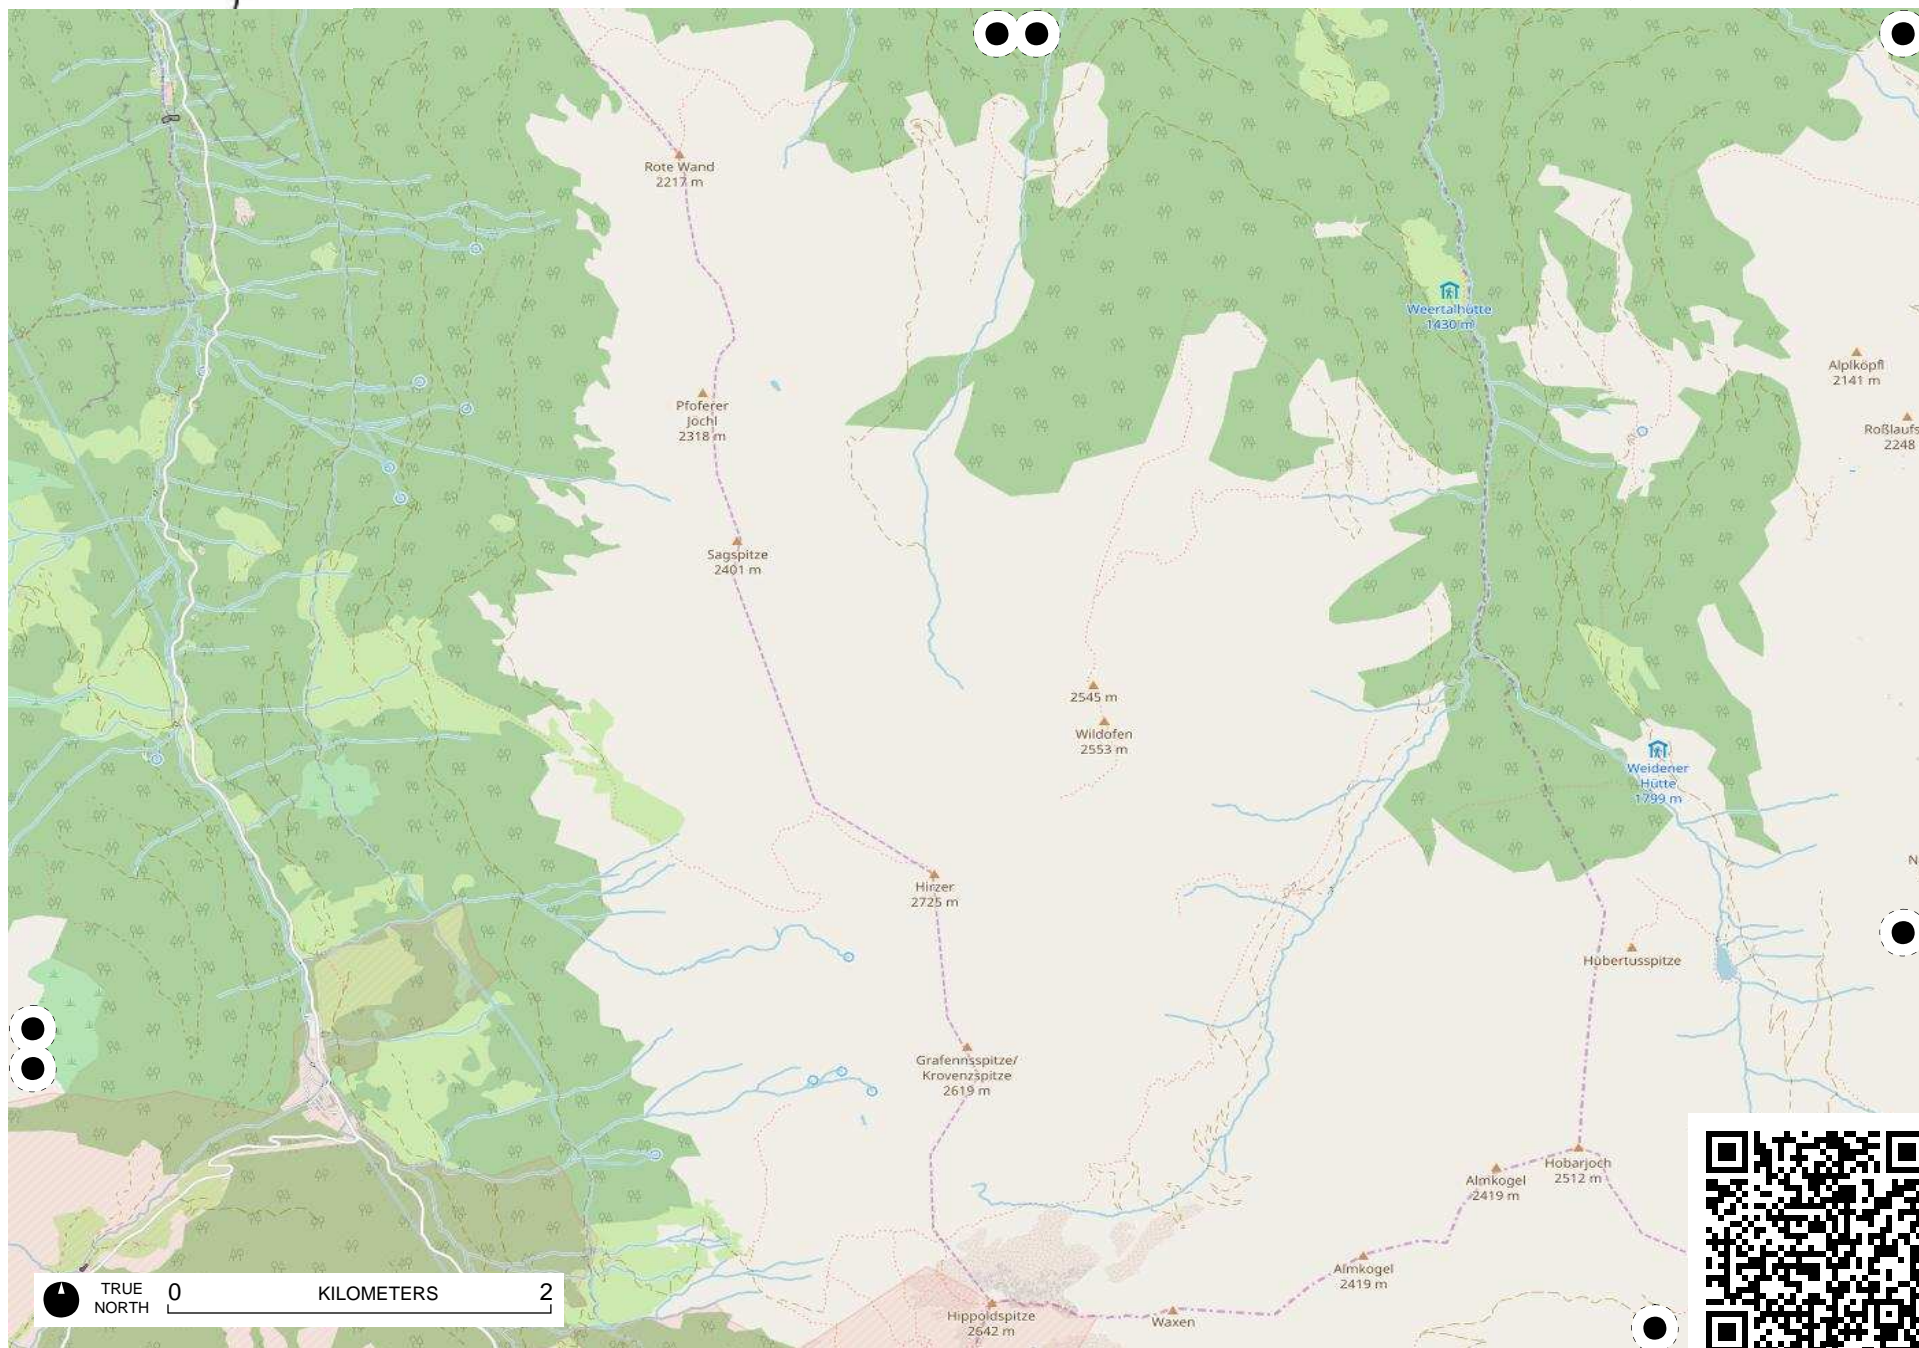 Rote Wand
2217 m
Weertalhütte
1430 m
Alplköpfl
2141 m
Pfoferer
Jöchl
2318 m
Roßlaufs
2248
Sagspitze
2401 m
2545 m
Wildofen
2553 m
Weidener
Hütte
1799 m
N
Hirzer
2725 m
Hubertusspitze
Grafennsspitze/
Krovenzspitze
2619 m
Hobarjoch
2512 m
Almkogel
2419 m
Almkogel
2419 m
Hippoldspitze
2642 m
Waxen
TRUE
NORTH
0 KILOMETERS 2